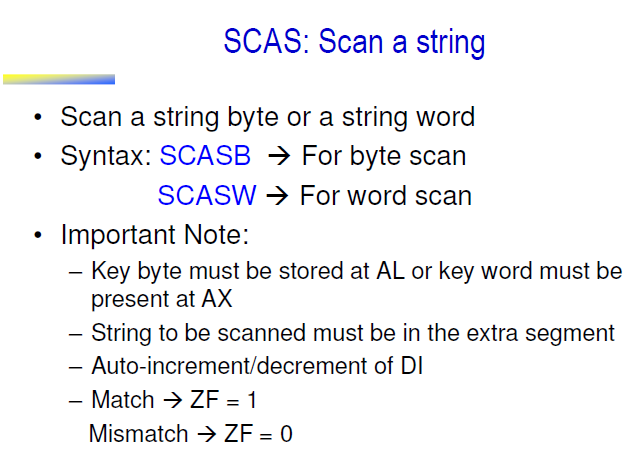 SCAS: Scan a string
• Scan a string byte or a string word
• Syntax: SCASB → For byte scan
SCASW → For word scan
• Important Note:
– Key byte must be stored at AL or key word must be
present at AX
– String to be scanned must be in the extra segment
– Auto-increment/decrement of DI
– Match → ZF = 1
Mismatch → ZF = 0